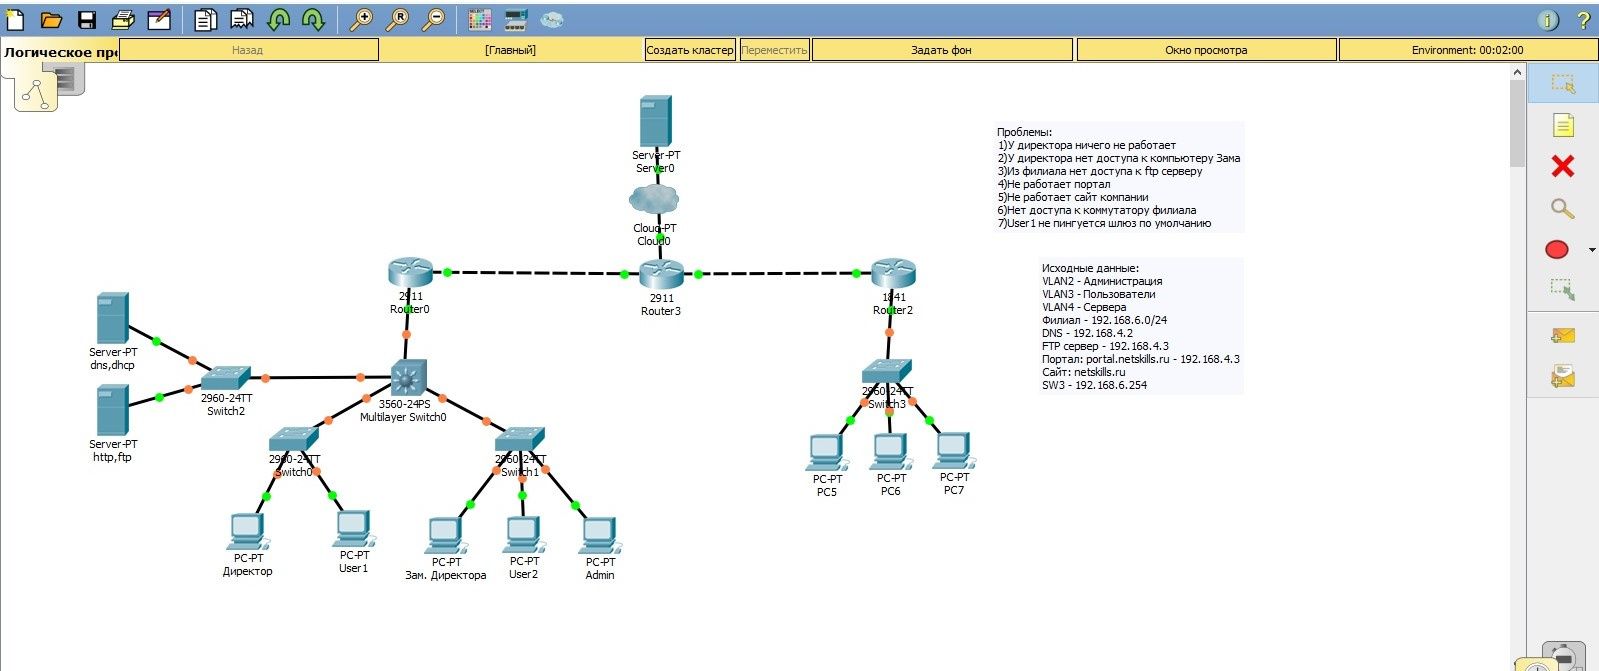 Логическое пр
Назад
[Главный]
Создать кластер
Переместить
Задать фон
Окно просмотра
Environment: 00:02:00
Server-PT
Server0
Cloud-PT
Cloud0
2911
Router0
2911
Router3
1841
Router2
Server-PT
dns,dhcp
Server-PT
http,ftp
2960-24TT
Switch2
3560-24PS
Multilayer Switch0
2960-24TT
Switch0
2960-24TT
Switch1
2960-24TT
Switch3
PC-PT
Директор
PC-PT
User1
PC-PT
Зам. Директора
PC-PT
User2
PC-PT
Admin
PC-PT
PC5
PC-PT
PC6
PC-PT
PC7
Проблемы:
1)У директора ничего не работает
2)У директора нет доступа к компьютеру Зама
3)Из филиала нет доступа к ftp серверу
4)Не работает портал
5)Не работает сайт компании
6)Нет доступа к коммутатору филиала
7)User1 не пингуется шлюз по умолчанию
Исходные данные:
VLAN2 - Администрация
VLAN3 - Пользователи
VLAN4 - Сервера
Филиал - 192.168.6.0/24
DNS - 192.168.4.2
FTP сервер - 192.168.4.3
Портал: portal.netskills.ru - 192.168.4.3
Сайт: netskills.ru
SW3 - 192.168.6.254